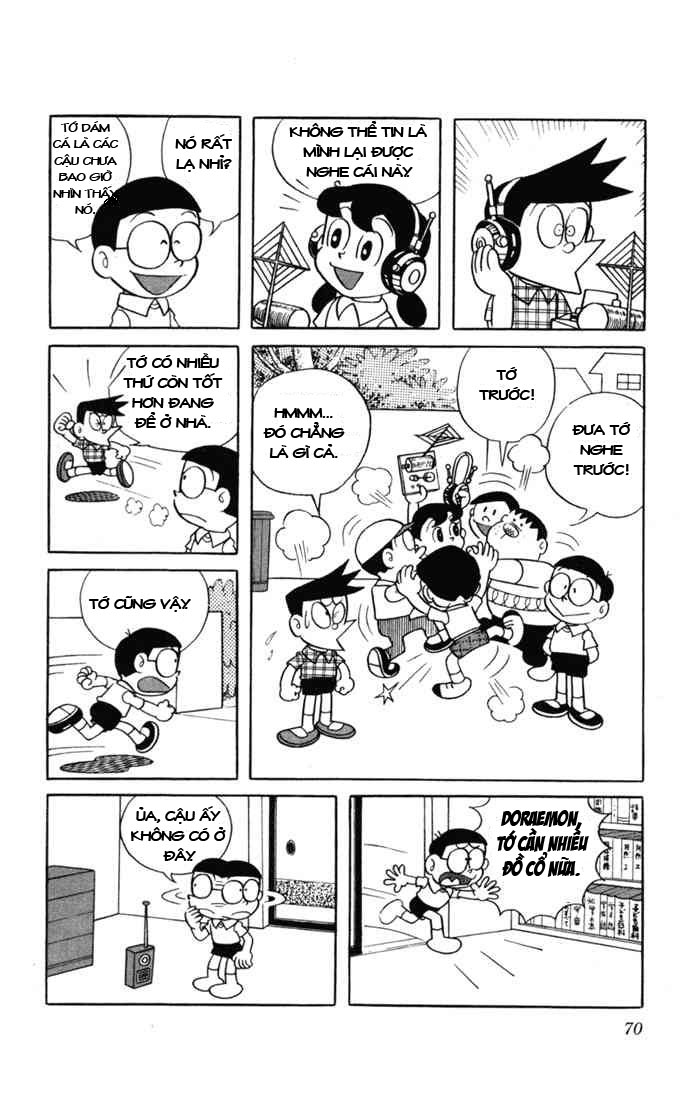 TỚ DÁM
CÁ LÀ CÁC
CẬU CHƯA
BAO GIỜ
NHÌN THẤY
NÓ.
NÓ RẤT
LẠ NHỈ?
KHÔNG THỂ TIN LÀ
MÌNH LẠI ĐƯỢC
NGHE CÁI NÀY.
TỚ CÓ NHIỀU
THỨ CÒN TỐT
HƠN ĐANG
ĐỂ Ở NHÀ.
HMMM...
ĐÓ CHẲNG
LÀ GÌ CẢ.
TỚ
TRƯỚC!
ĐƯA TỚ
NGHE
TRƯỚC!
TỚ CŨNG VẬY.
ỦA, CẬU ẤY
KHÔNG CÓ Ở
ĐÂY.
DORAEMON,
TỚ CẦN NHIỀU
ĐỒ CỔ NỮA.
70